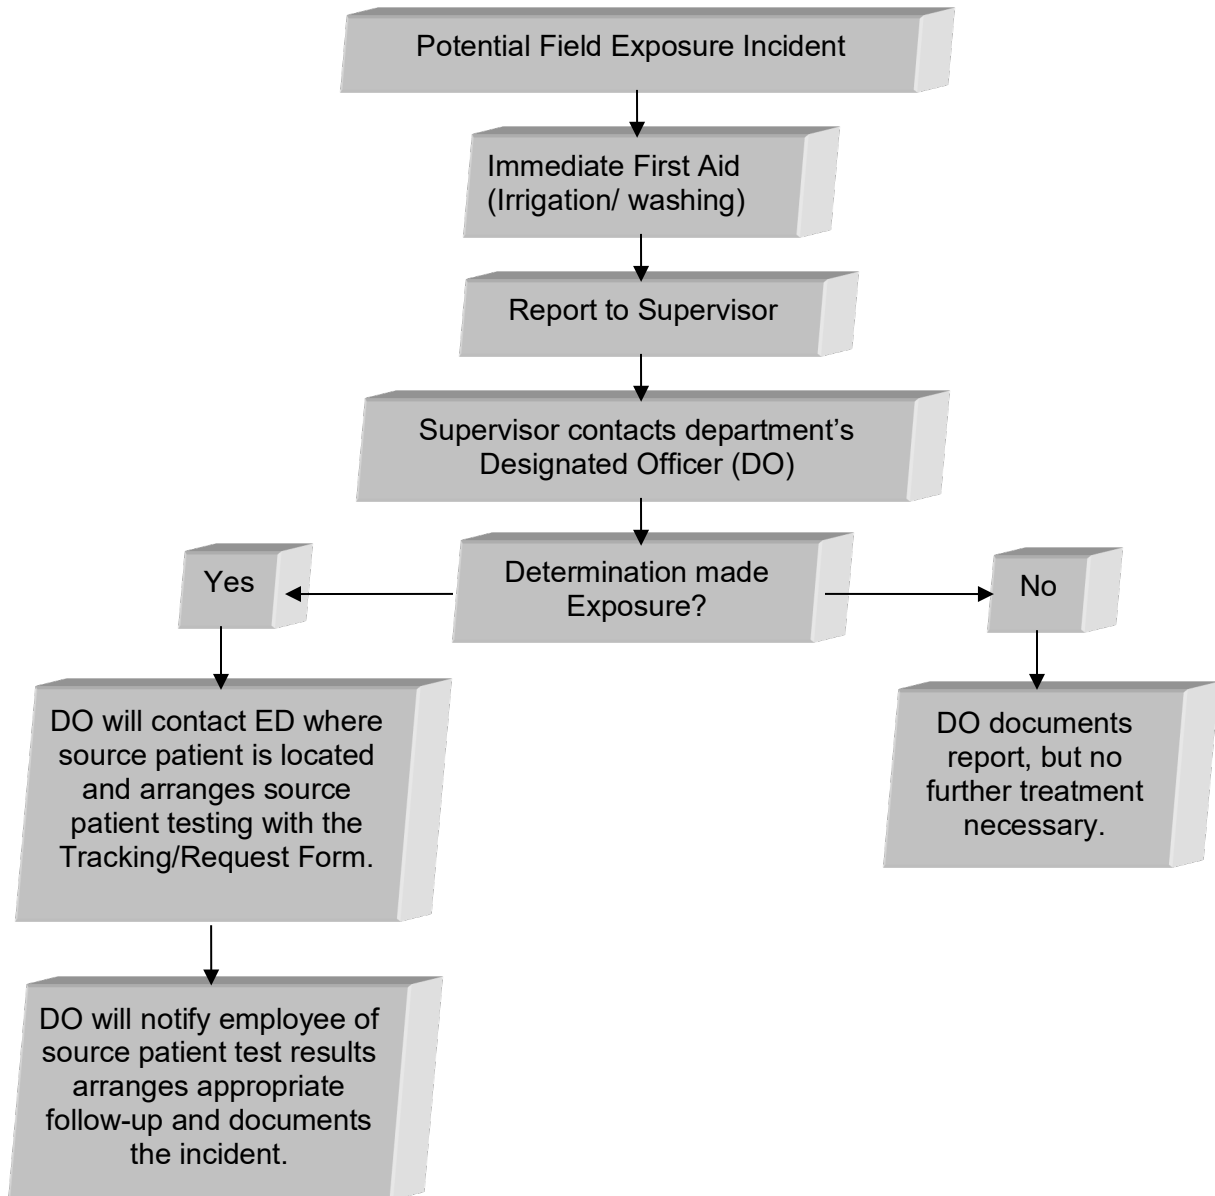 Potential Field Exposure Incident
Immediate First Aid
(Irrigation/ washing)
Report to Supervisor
Supervisor contacts department’s
Designated Officer (DO)
Determination made
Exposure?
Yes
No
DO will contact ED where
source patient is located
and arranges source
patient testing with the
Tracking/Request Form.
DO documents
report, but no
further treatment
necessary.
DO will notify employee of
source patient test results
arranges appropriate
follow-up and documents
the incident.